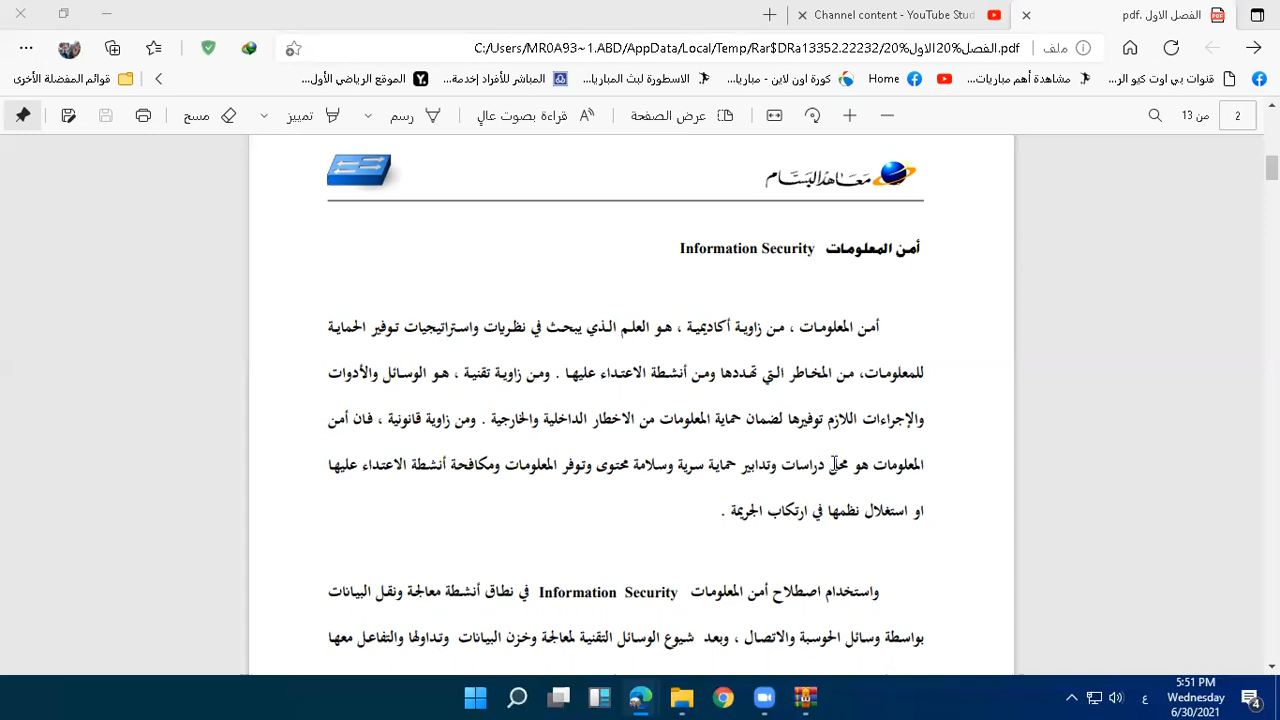 الفصل الاول .pdf
Channel content - YouTube Stud
ملف
C:/Users/MR0A93~1.ABD/AppData/Local/Temp/Rar$DRa13352.22232/20%الفصل%20الاول.pdf
قنوات بي اوت كيو الر...
مشاهدة أهم مباريات...
Home
كورة اون لاين - مباريا...
الاسطورة لبث المباريا...
المباشر للأفراد إخدمة...
الموقع الرياضي الأول...
قوائم المفضلة الأخرى
2
من 13
عرض الصفحة
قراءة بصوت عالٍ
رسم
تمييز
مسح
معاهد البسام
أمن المعلومات Information Security
أمن المعلومات ، من زاوية أكاديمية ، هو العلم الذي يبحث في نظريات واستراتيجيات توفير الحماية
للمعلومات، من المخاطر التي تهددها ومن أنشطة الاعتداء عليها . ومن زاوية تقنية ، هو الوسائل والأدوات
والإجراءات اللازم توفيرها لضمان حماية المعلومات من الاخطار الداخلية والخارجية . ومن زاوية قانونية ، فان أمن
المعلومات هو محل دراسات وتدابير حماية سرية وسلامة محتوى وتوفر المعلومات ومكافحة أنشطة الاعتداء عليها
او استغلال نظمها في ارتكاب الجريمة .
واستخدام اصطلاح أمن المعلومات Information Security في نطاق أنشطة معالجة ونقل البيانات
بواسطة وسائل الحوسبة والاتصال ، وبعد شيوع الوسائل التقنية لمعالجة وخزن البيانات وتداولها والتفاعل معها
ع
5:51 PM
Wednesday
6/30/2021
4